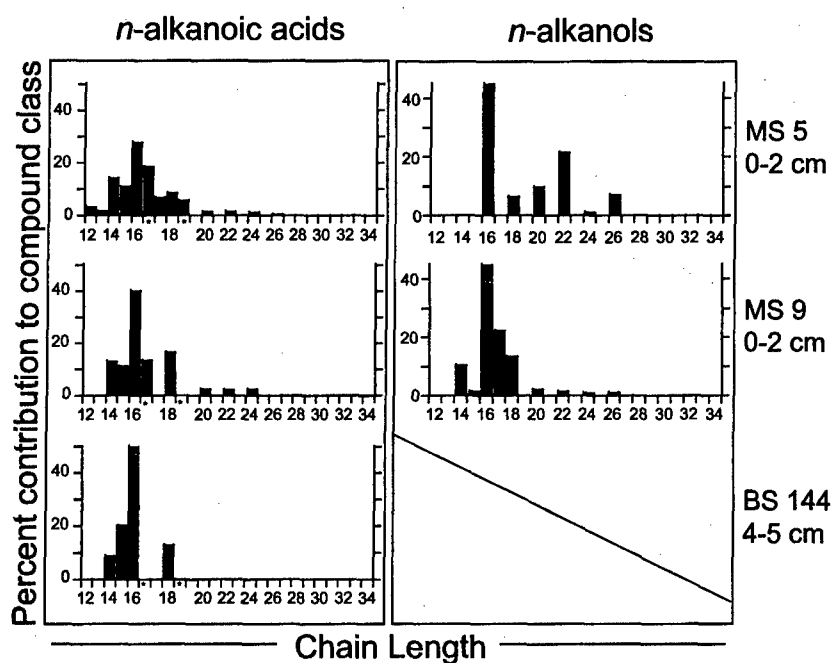 n-alkanoic acids
n-alkanols
Percent contribution to compound class
40
20
0
12 14 16 18 20 22 24 26 28 30 32 34
40
20
0
12 14 16 18 20 22 24 26 28 30 32 34
MS 5
0-2 cm
40
20
0
12 14 16 18 20 22 24 26 28 30 32 34
40
20
0
12 14 16 18 20 22 24 26 28 30 32 34
MS 9
0-2 cm
40
20
0
12 14 16 18 20 22 24 26 28 30 32 34
BS 144
4-5 cm
Chain Length